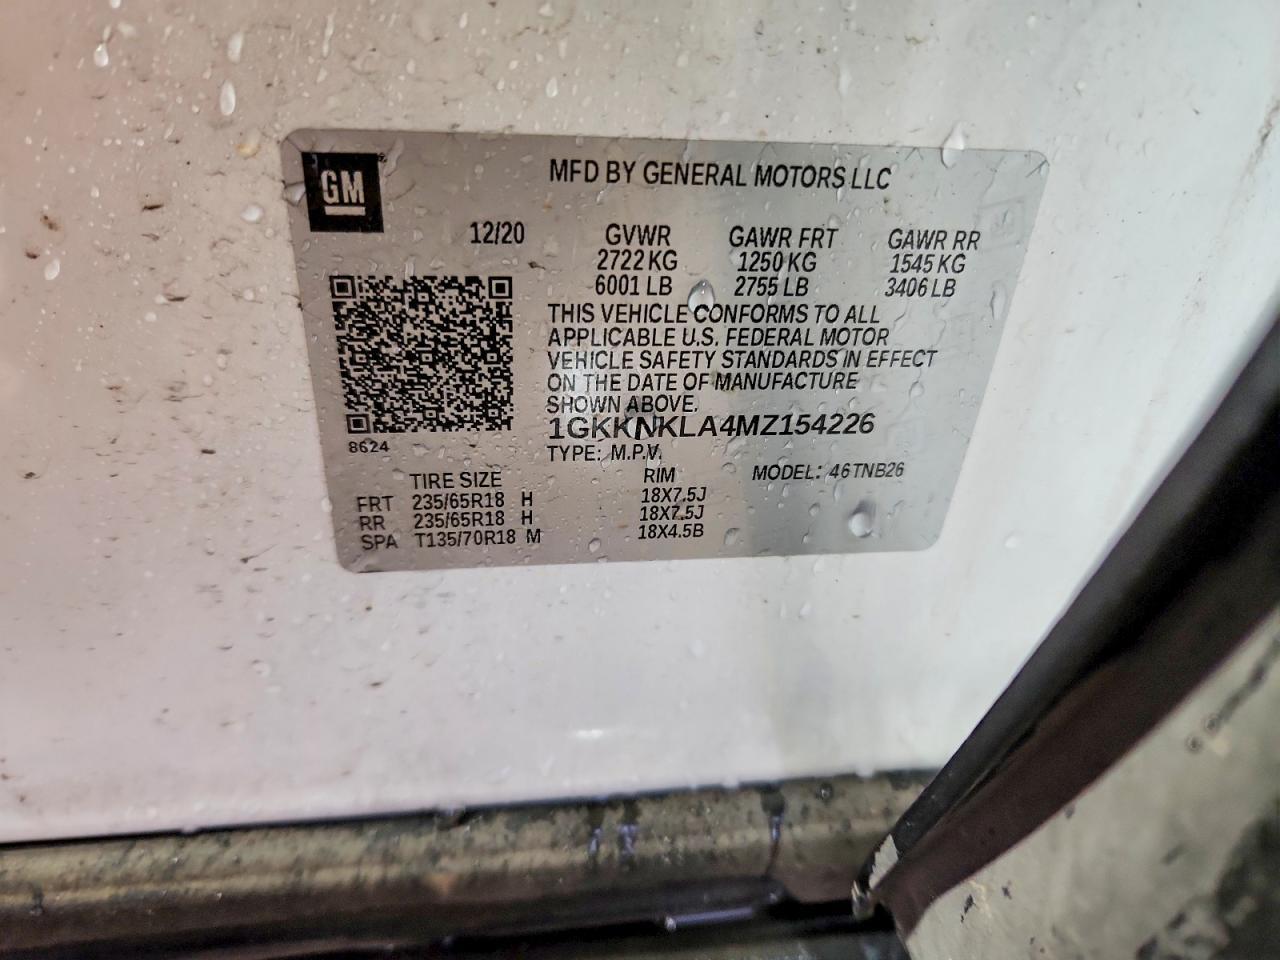 GM
MFD BY GENERAL MOTORS LLC
12/20 GVWR GAWR FRT GAWR RR
2722 KG 1250 KG 1545 KG
6001 LB 2755 LB 3406 LB
THIS VEHICLE CONFORMS TO ALL
APPLICABLE U.S. FEDERAL MOTOR
VEHICLE SAFETY STANDARDS IN EFFECT
ON THE DATE OF MANUFACTURE
SHOWN ABOVE.
1GKKNKLA4MZ154226
8624
TYPE: M.P.V. MODEL: 46TNB26
TIRE SIZE RIM
FRT 235/65R18 H 18X7.5J
RR 235/65R18 H 18X7.5J
SPA T135/70R18 M 18X4.5B